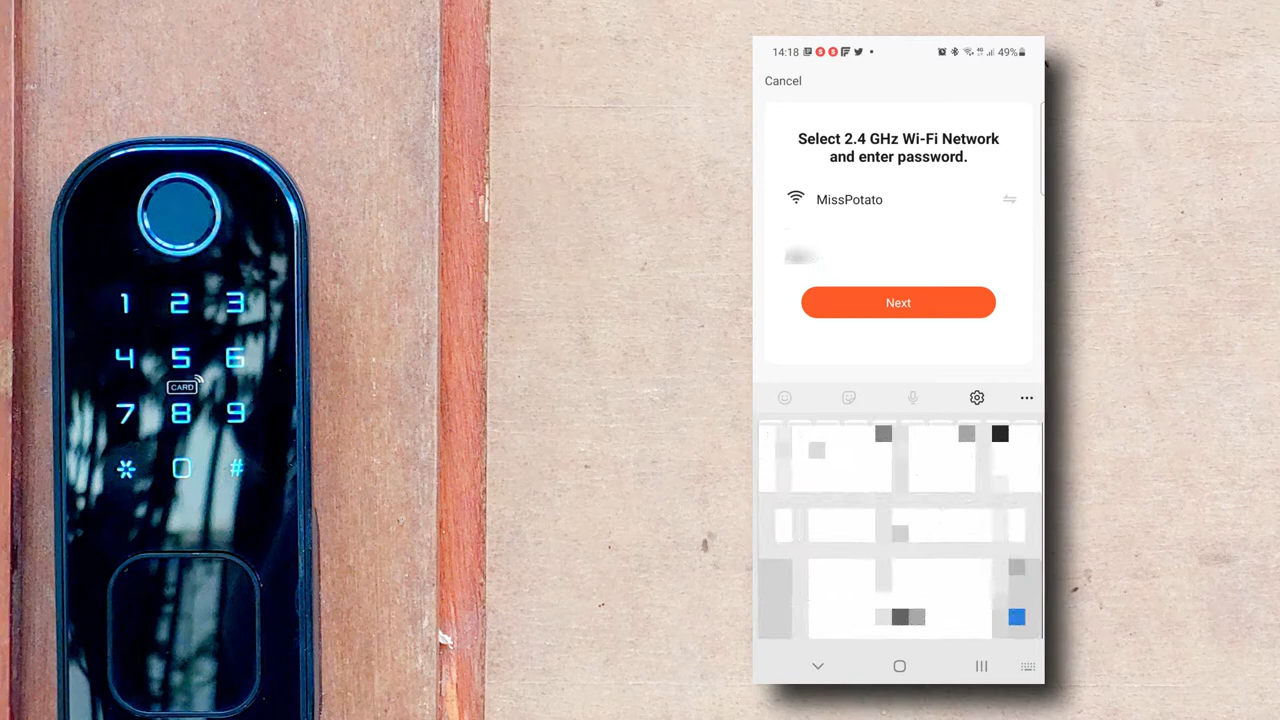 1 2 3
4 5 6
CARD
7 8 9
* 0 #
14:18 49%
Cancel
Select 2.4 GHz Wi-Fi Network
and enter password.
MissPotato
Next